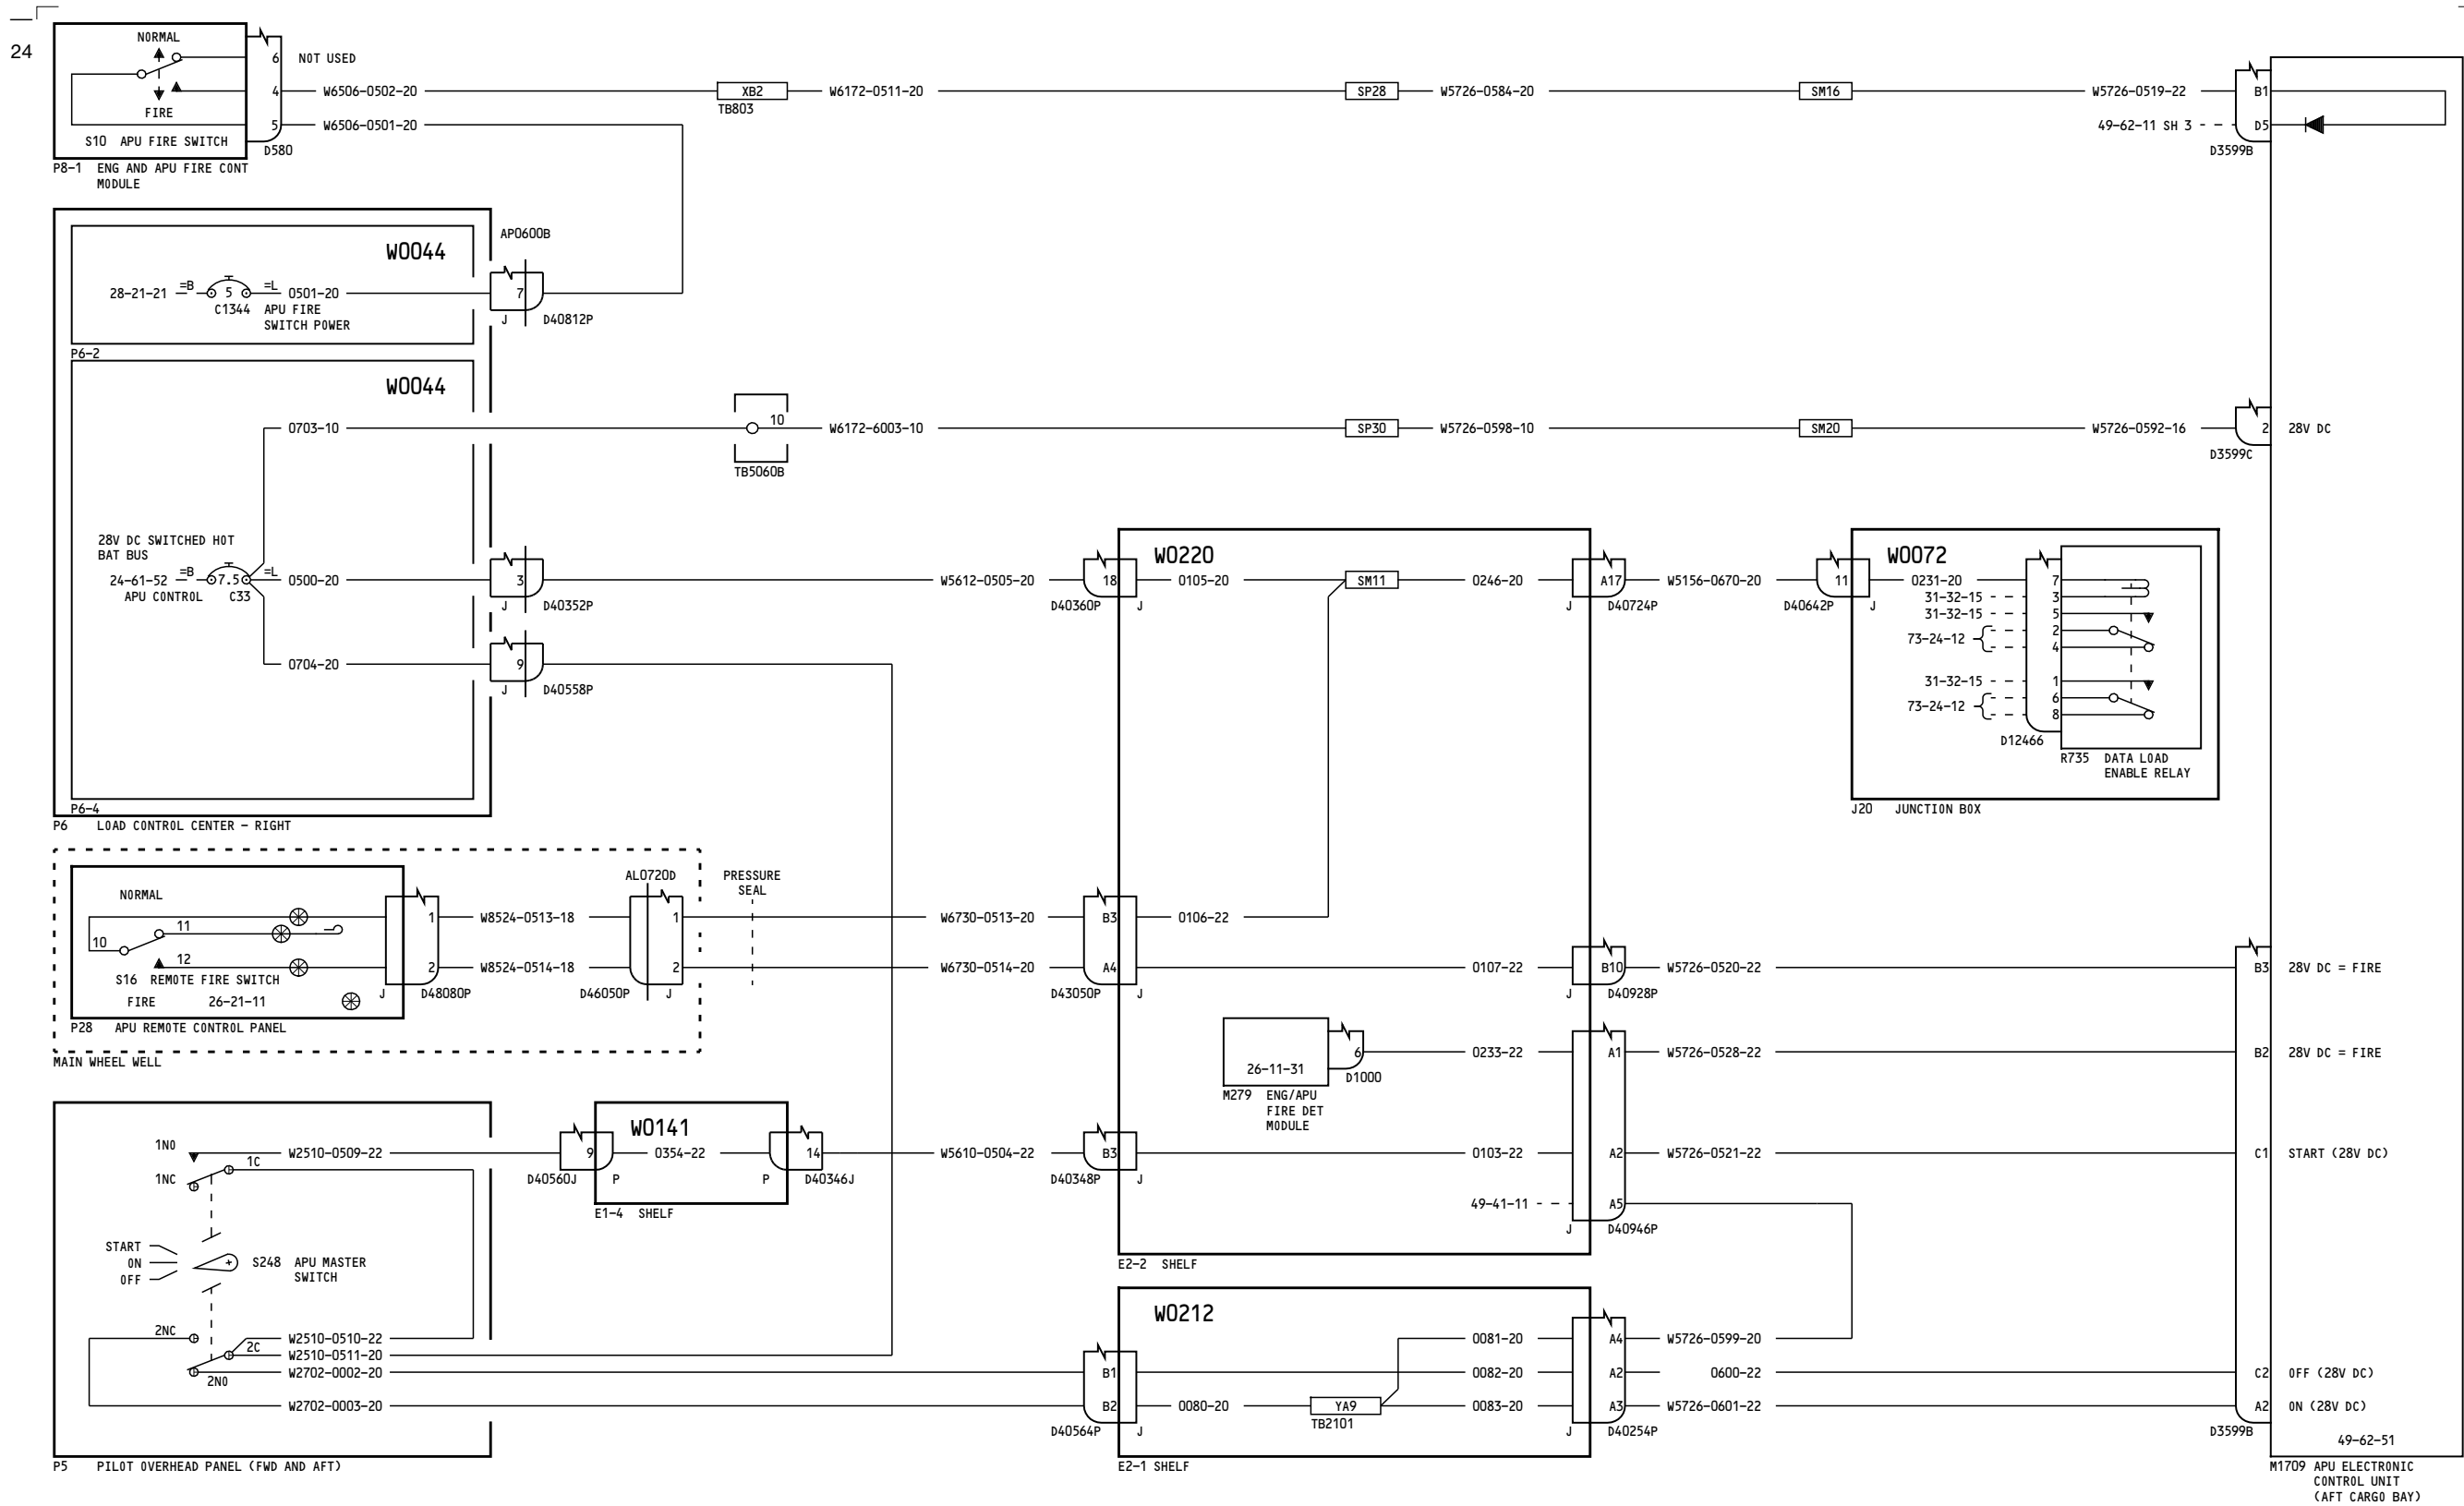 24
NORMAL
FIRE
S10 APU FIRE SWITCH
6 NOT USED
4 W6506-0502-20 XB2 W6172-0511-20 SP28 W5726-0584-20 SM16 W5726-0519-22 B1
TB803
5 W6506-0501-20
49-62-11 SH 3 D5
D580
D3599B
P8-1 ENG AND APU FIRE CONT
MODULE
W0044
AP0600B
28-21-21 =B 5 =L 0501-20 7
C1344 APU FIRE
SWITCH POWER
J D40812P
P6-2
W0044
0703-10 10 W6172-6003-10 SP30 W5726-0598-10 SM20 W5726-0592-16 2 28V DC
TB5060B
D3599C
28V DC SWITCHED HOT
BAT BUS
24-61-52 =B 7.5 =L 0500-20 3 W5612-0505-20 18 0105-20 SM11 0246-20 A17 W5156-0670-20 11 0231-20 7
APU CONTROL C33
J D40352P
D40360P J
J D40724P
D40642P J
W0220
W0072
31-32-15 3
31-32-15 5
73-24-12 2
4
31-32-15 1
73-24-12 6
8
D12466
R735 DATA LOAD
ENABLE RELAY
J20 JUNCTION BOX
0704-20 9
J D40558P
P6-4
P6 LOAD CONTROL CENTER - RIGHT
AL0720D
PRESSURE
SEAL
NORMAL
1 W8524-0513-18 1 W6730-0513-20 B3 0106-22
11
10
12
2 W8524-0514-18 2 W6730-0514-20 A4 0107-22 B10 W5726-0520-22 B3 28V DC = FIRE
S16 REMOTE FIRE SWITCH
FIRE 26-21-11
J D48080P
D46050P J
D43050P J
J D40928P
P28 APU REMOTE CONTROL PANEL
MAIN WHEEL WELL
26-11-31
6 0233-22 A1 W5726-0528-22 B2 28V DC = FIRE
D1000
M279 ENG/APU
FIRE DET
MODULE
W0141
1NO W2510-0509-22 9 0354-22 14 W5610-0504-22 B3 0103-22 A2 W5726-0521-22 C1 START (28V DC)
1C
1NC
D40560J P
P D40346J
D40348P J
E1-4 SHELF
49-41-11 A5
J D40946P
START
ON
OFF
S248 APU MASTER
SWITCH
E2-2 SHELF
W0212
2NC
W2510-0510-22
2C
W2510-0511-20
0081-20 A4 W5726-0599-20
2NO
W2702-0002-20 B1 0082-20 A2 0600-22 C2 OFF (28V DC)
W2702-0003-20 B2 0080-20 YA9 0083-20 A3 W5726-0601-22 A2 ON (28V DC)
TB2101
D40564P J
J D40254P
D3599B
49-62-51
P5 PILOT OVERHEAD PANEL (FWD AND AFT)
E2-1 SHELF
M1709 APU ELECTRONIC
CONTROL UNIT
(AFT CARGO BAY)